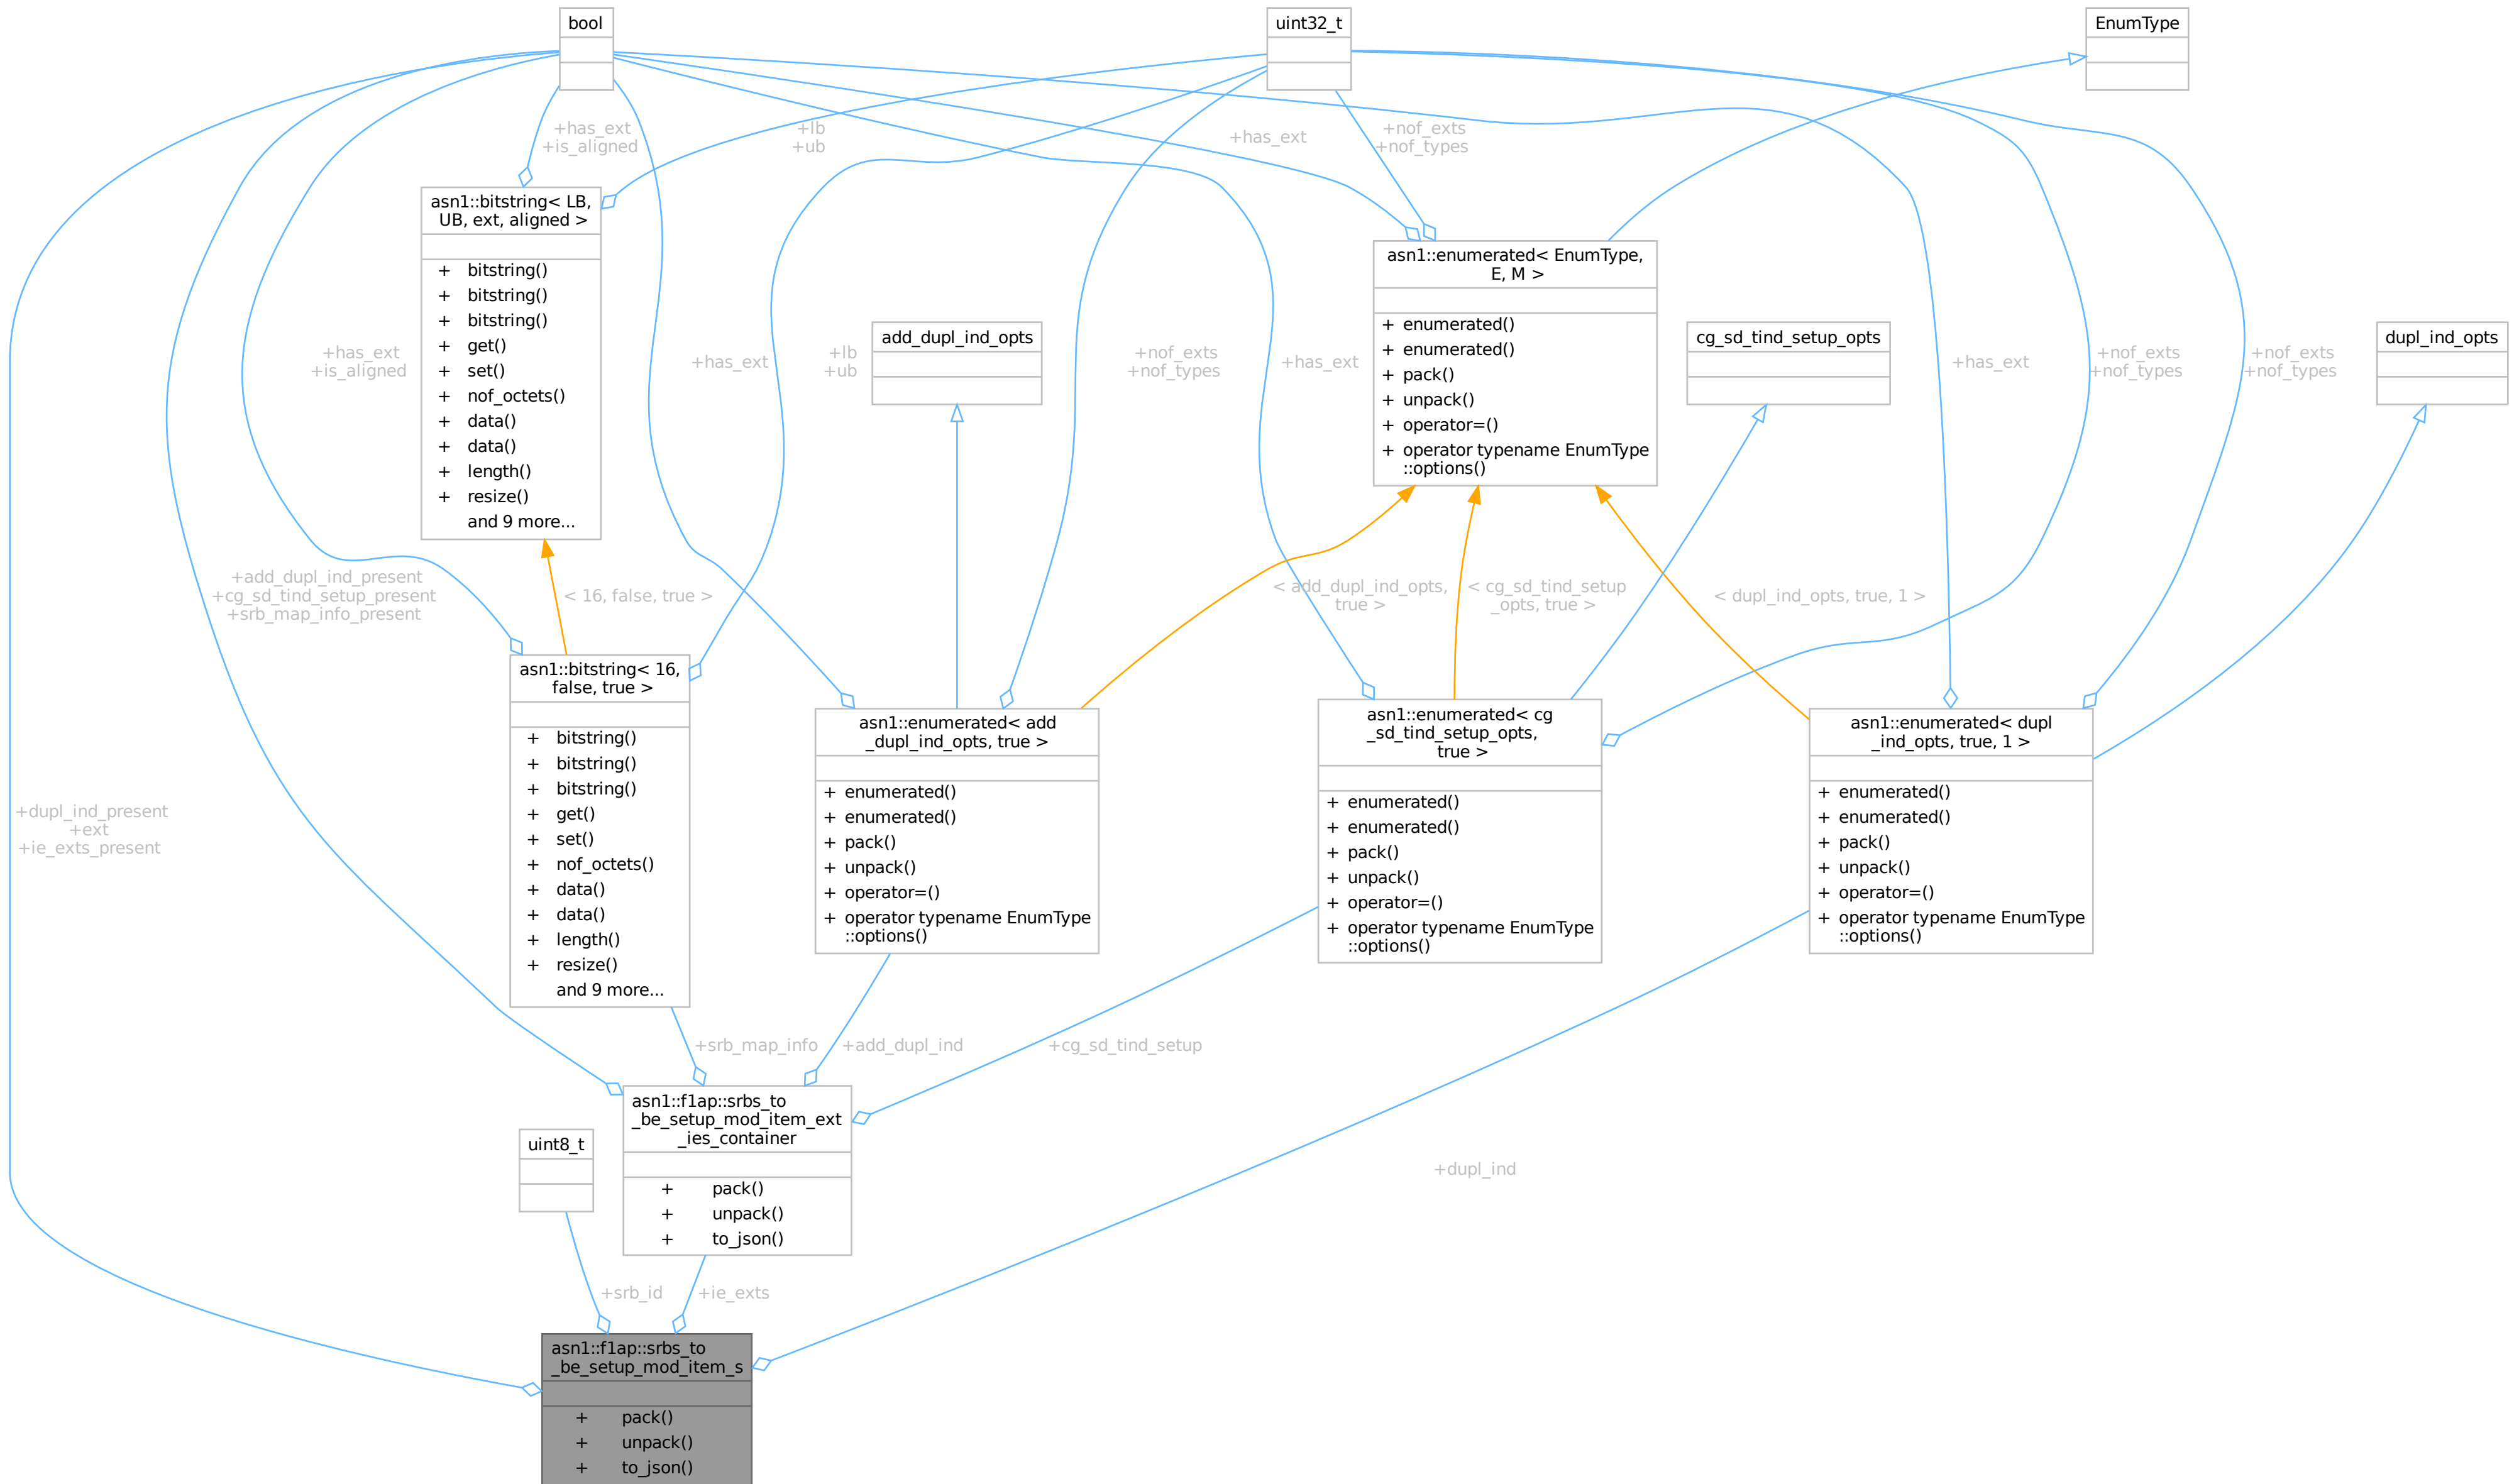 bool
uint32_t
EnumType
+has_ext
+is_aligned
+lb
+ub
+has_ext
+nof_exts
+nof_types
asn1::bitstring< LB,
UB, ext, aligned >
+ bitstring()
+ bitstring()
+ bitstring()
+ get()
+ set()
+ nof_octets()
+ data()
+ data()
+ length()
+ resize()
and 9 more...
asn1::enumerated< EnumType,
E, M >
+ enumerated()
+ enumerated()
+ pack()
+ unpack()
+ operator=()
+ operator typename EnumType
::options()
add_dupl_ind_opts
cg_sd_tind_setup_opts
dupl_ind_opts
+has_ext
+is_aligned
+has_ext
+lb
+ub
+nof_exts
+nof_types
+has_ext
+has_ext
+nof_exts
+nof_types
+nof_exts
+nof_types
+add_dupl_ind_present
+cg_sd_tind_setup_present
+srb_map_info_present
< 16, false, true >
< add_dupl_ind_opts,
true >
< cg_sd_tind_setup
_opts, true >
< dupl_ind_opts, true, 1 >
asn1::bitstring< 16,
false, true >
+ bitstring()
+ bitstring()
+ bitstring()
+ get()
+ set()
+ nof_octets()
+ data()
+ data()
+ length()
+ resize()
and 9 more...
asn1::enumerated< add
_dupl_ind_opts, true >
+ enumerated()
+ enumerated()
+ pack()
+ unpack()
+ operator=()
+ operator typename EnumType
::options()
asn1::enumerated< cg
_sd_tind_setup_opts,
true >
+ enumerated()
+ enumerated()
+ pack()
+ unpack()
+ operator=()
+ operator typename EnumType
::options()
asn1::enumerated< dupl
_ind_opts, true, 1 >
+ enumerated()
+ enumerated()
+ pack()
+ unpack()
+ operator=()
+ operator typename EnumType
::options()
+dupl_ind_present
+ext
+ie_exts_present
+srb_map_info
+add_dupl_ind
+cg_sd_tind_setup
asn1::f1ap::srbs_to
_be_setup_mod_item_ext
_ies_container
+ pack()
+ unpack()
+ to_json()
uint8_t
+dupl_ind
+srb_id
+ie_exts
asn1::f1ap::srbs_to
_be_setup_mod_item_s
+ pack()
+ unpack()
+ to_json()